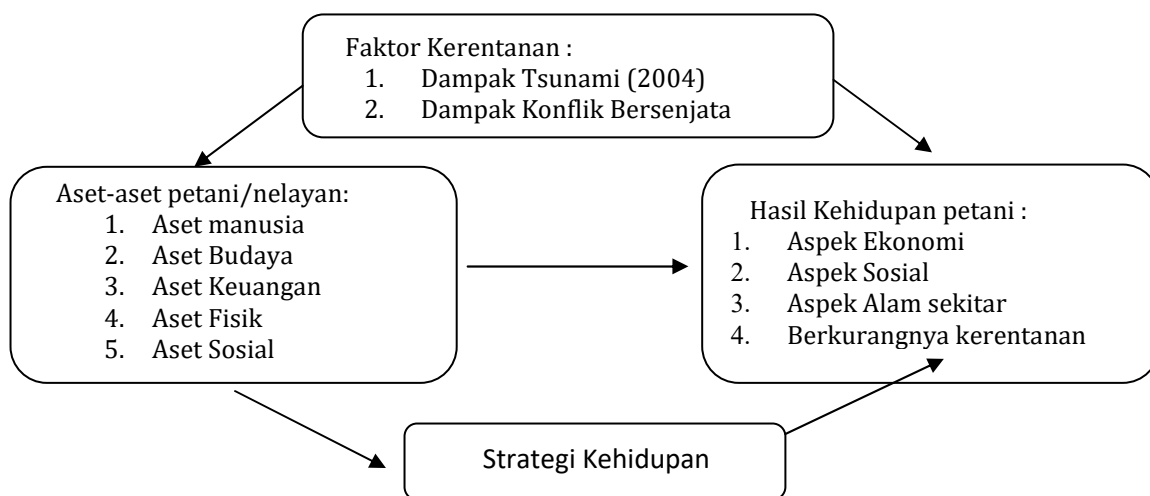 Faktor Kerentanan :
1. Dampak Tsunami (2004)
2. Dampak Konflik Bersenjata
Aset-aset petani/nelayan:
1. Aset manusia
2. Aset Budaya
3. Aset Keuangan
4. Aset Fisik
5. Aset Sosial
Hasil Kehidupan petani :
1. Aspek Ekonomi
2. Aspek Sosial
3. Aspek Alam sekitar
4. Berkurangnya kerentanan
Strategi Kehidupan